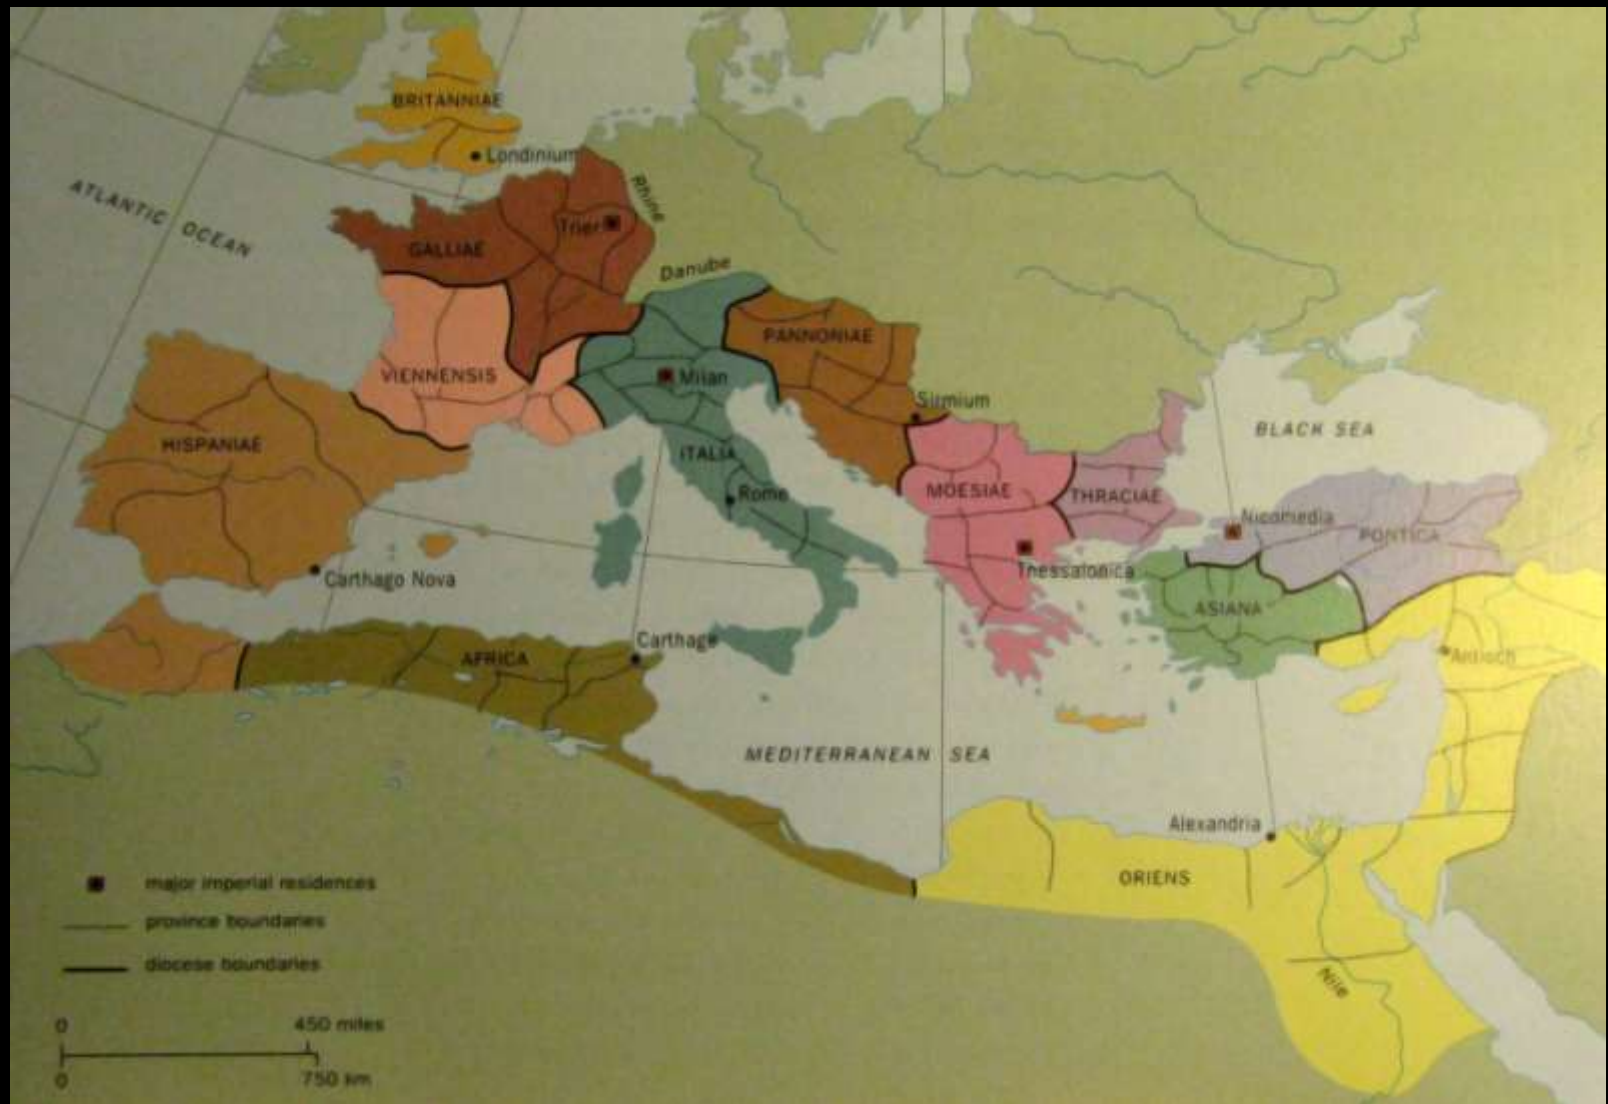 BRITANNIAE
Londinium
ATLANTIC OCEAN
Rhine
Trier
GALLIAE
Danube
PANNONIAE
VIENNENSIS
Milan
Sirmium
BLACK SEA
HISPANIAE
ITALIA
Rome
MOESIAE
THRACIAE
Nicomedia
PONTICA
Thessalonica
Carthago Nova
ASIANA
Carthage
AFRICA
Antioch
MEDITERRANEAN SEA
Alexandria
ORIENS
Nile
major imperial residences
province boundaries
diocese boundaries
0 450 miles
0 750 km